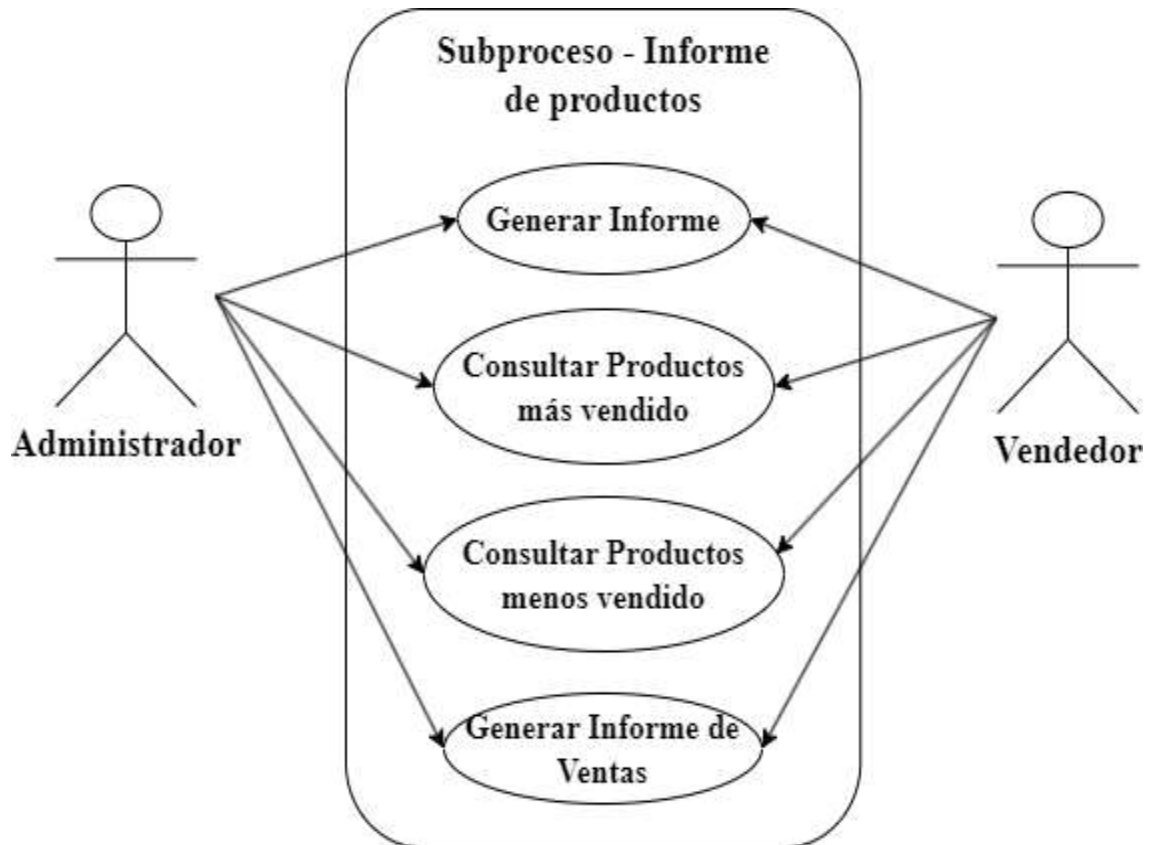 Subproceso - Informe
de productos
Generar Informe
Consultar Productos
más vendido
Administrador
Vendedor
Consultar Productos
menos vendido
Generar Informe de
Ventas